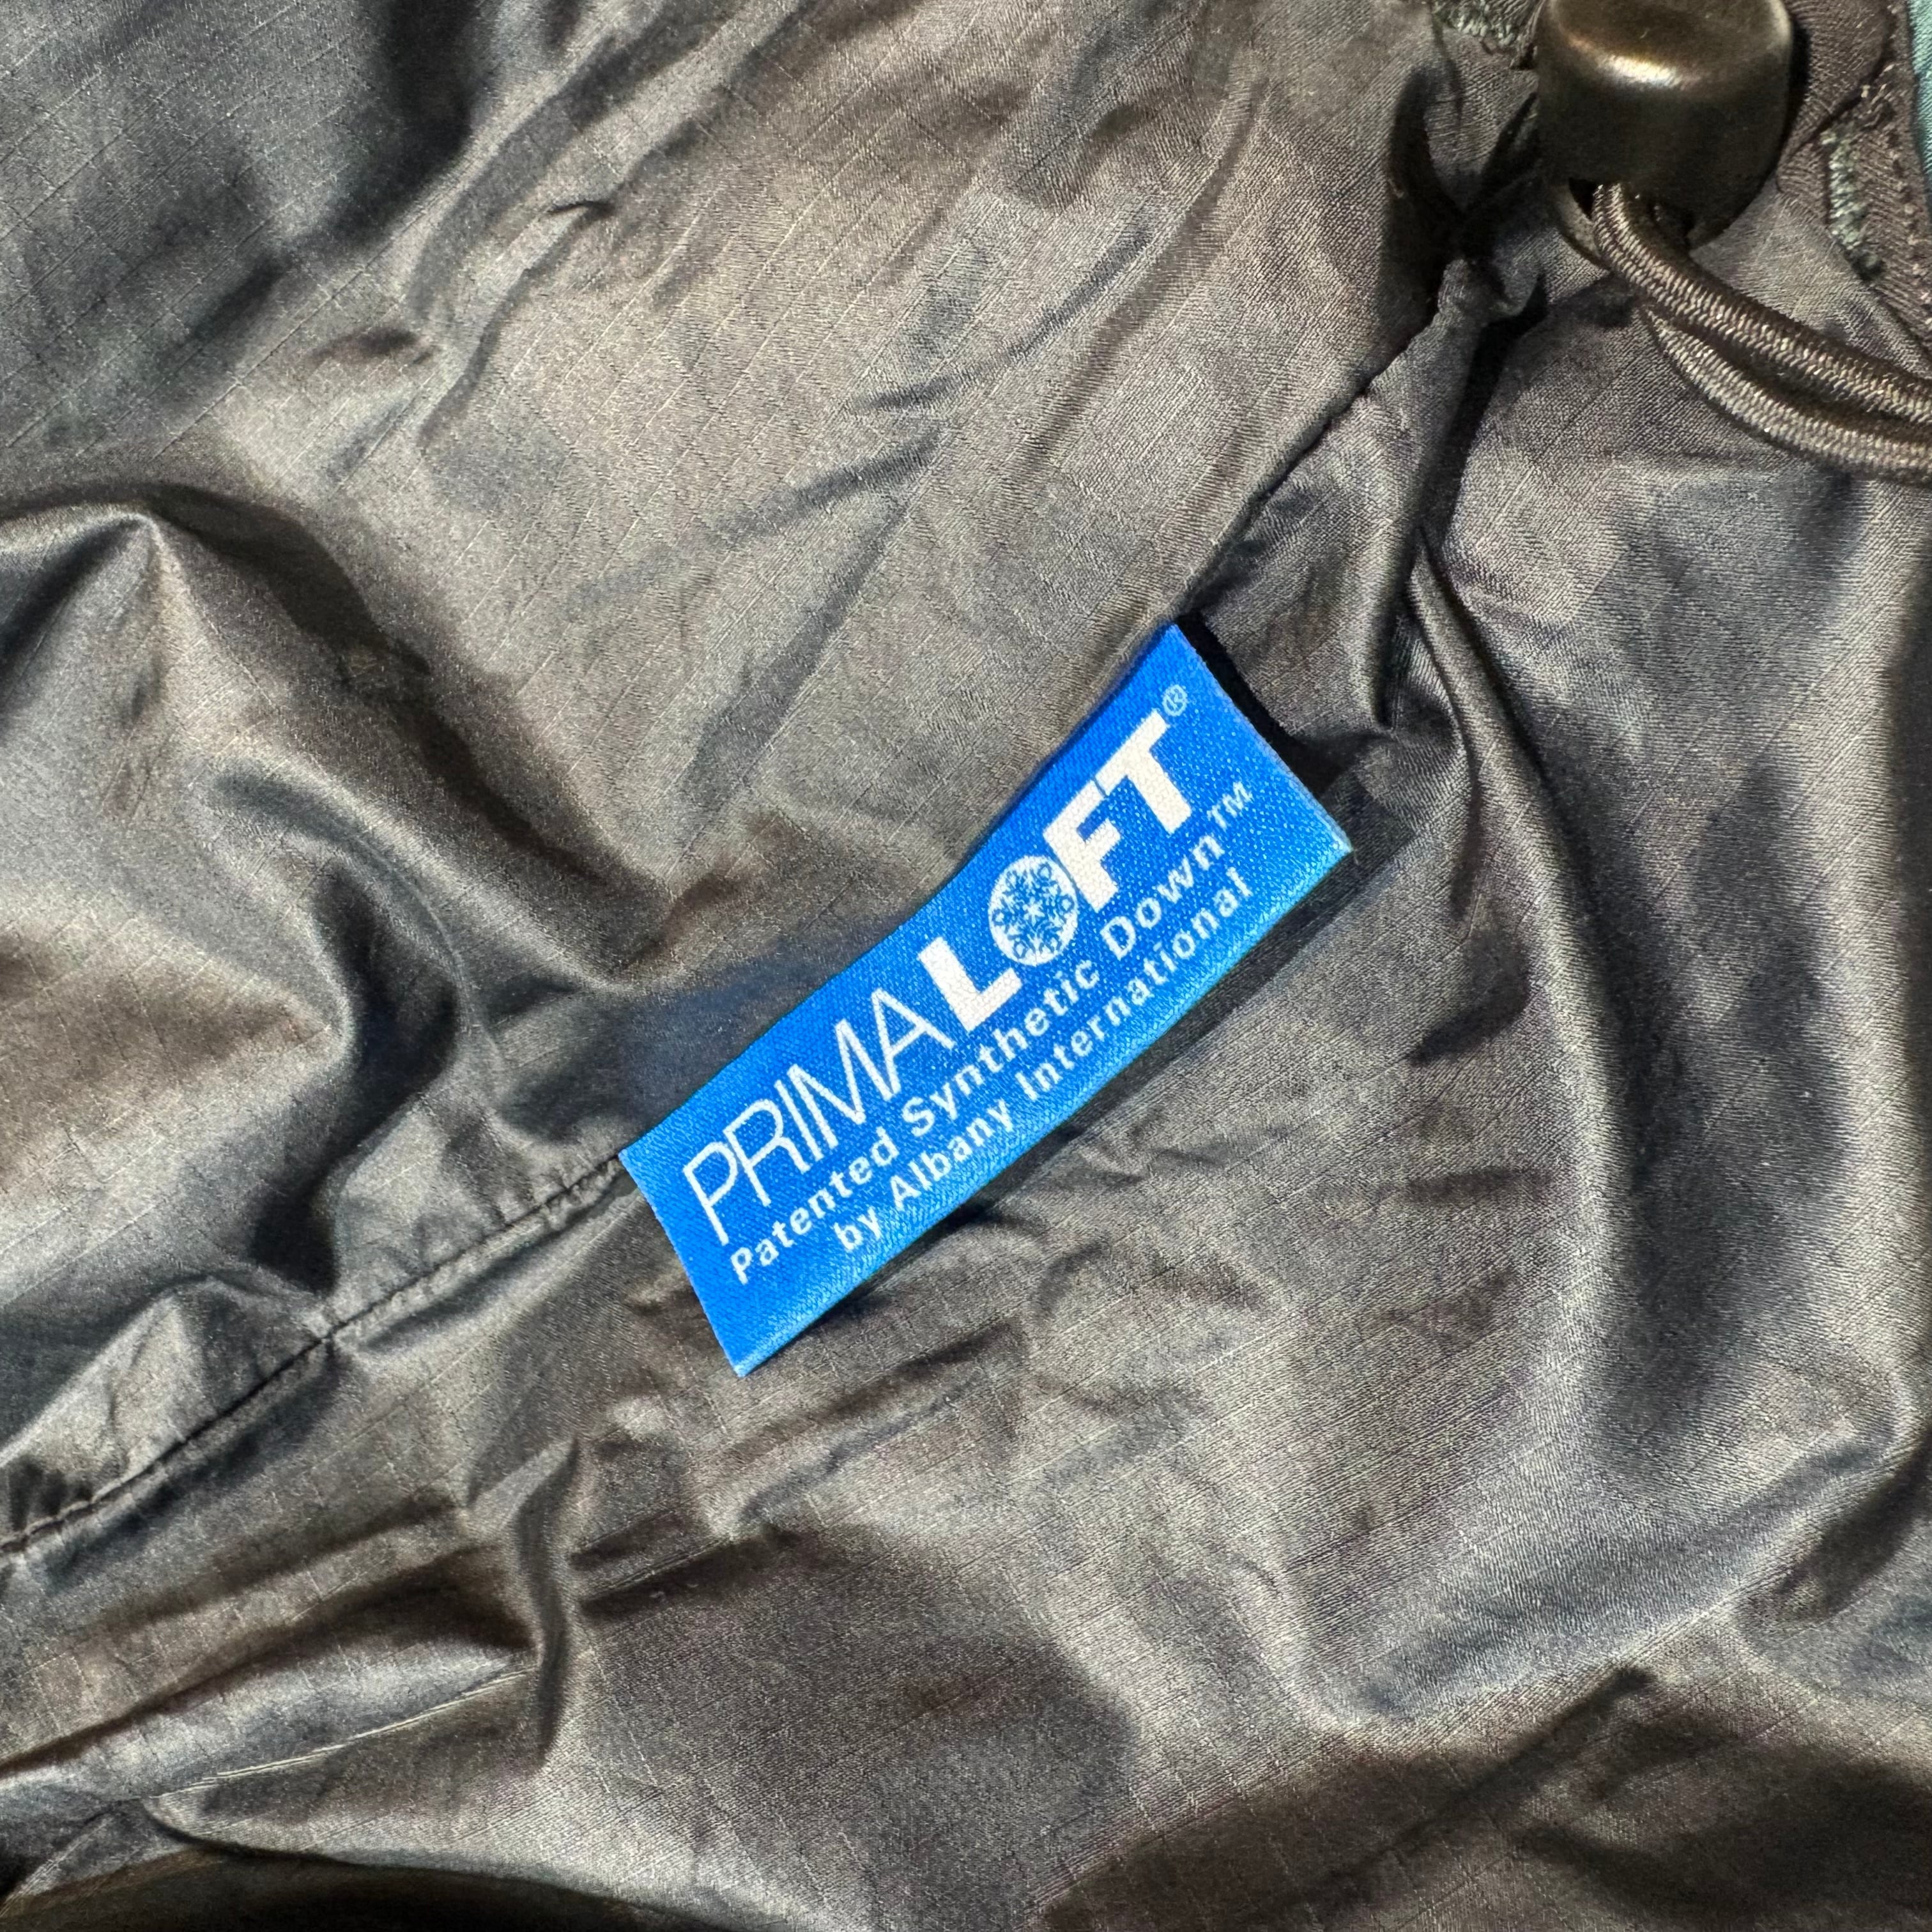 PRIMALOFT®
Patented Synthetic Down™
by Albany International